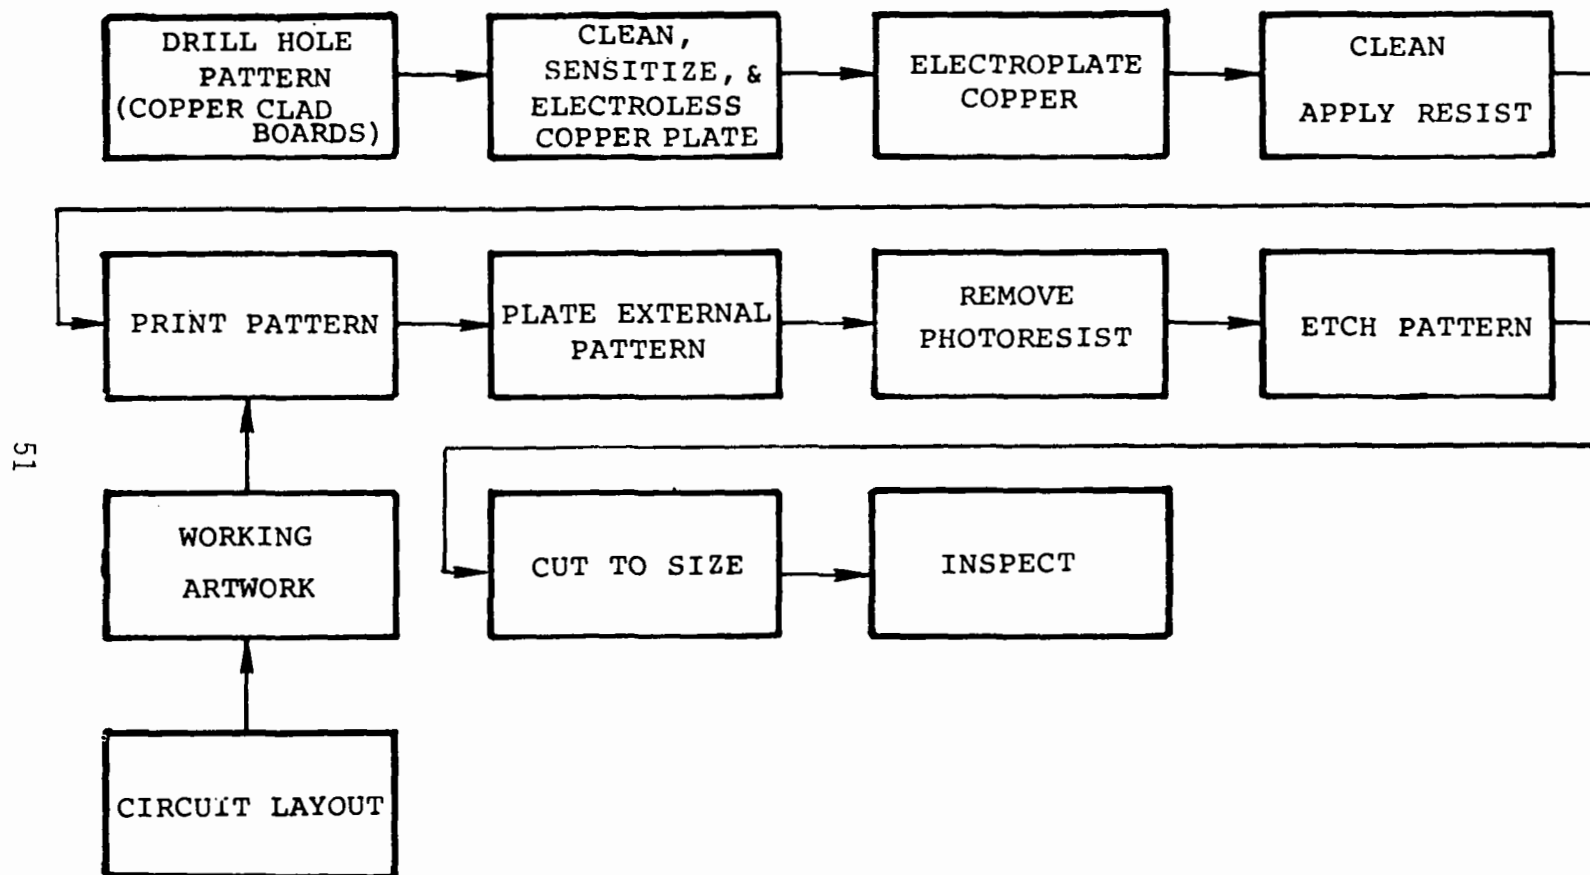 DRILL HOLE
PATTERN
(COPPER CLAD
BOARDS)
CLEAN,
SENSITIZE, &
ELECTROLESS
COPPER PLATE
ELECTROPLATE
COPPER
CLEAN
APPLY RESIST
PRINT PATTERN
PLATE EXTERNAL
PATTERN
REMOVE
PHOTORESIST
ETCH PATTERN
51
WORKING
ARTWORK
CUT TO SIZE
INSPECT
CIRCUIT LAYOUT